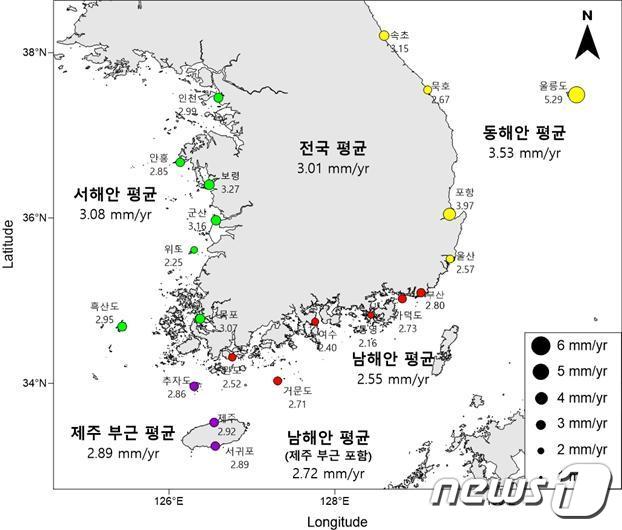 N
38°N
속초
3.15
묵호
2.67
울릉도
5.29
인천
2.99
동해안 평균
3.53 mm/yr
전국 평균
3.01 mm/yr
안흥
2.85
보령
3.27
서해안 평균
3.08 mm/yr
포항
3.97
군산
3.16
36°N
위도
2.25
울산
2.57
Latitude
흑산도
2.95
목포
3.07
부산
2.80
가덕도
2.73
통영
2.16
여수
2.40
남해안 평균
2.55 mm/yr
완도
2.52
34°N
추자도
2.86
거문도
2.71
제주
2.92
제주 부근 평균
2.89 mm/yr
서귀포
2.89
남해안 평균
(제주 부근 포함)
2.72 mm/yr
6 mm/yr
5 mm/yr
4 mm/yr
3 mm/yr
2 mm/yr
news1
126°E
128°E
Longitude